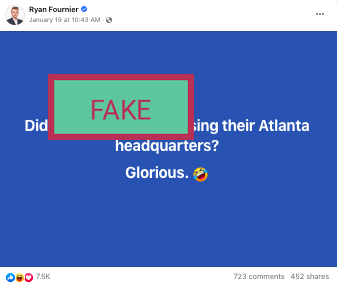 Ryan Fournier
January 19 at 10:43 AM ·
FAKE
Did sing their Atlanta
headquarters?
Glorious. 🤣
7.5K 723 comments 452 shares